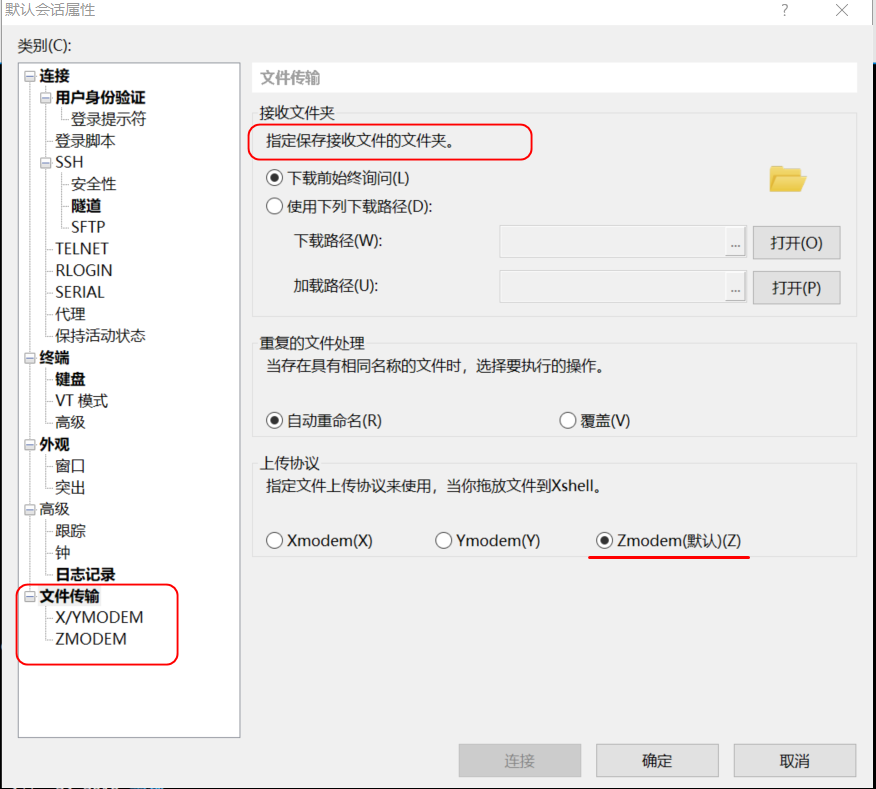 默认会话属性
?
类别(C):
连接
用户身份验证
登录提示符
登录脚本
SSH
安全性
隧道
SFTP
TELNET
RLOGIN
SERIAL
代理
保持活动状态
终端
键盘
VT 模式
高级
外观
窗口
突出
高级
跟踪
钟
日志记录
文件传输
X/YMODEM
ZMODEM
文件传输
接收文件夹
指定保存接收文件的文件夹。
下载前始终询问(L)
使用下列下载路径(D):
下载路径(W): ... 打开(O)
加载路径(U): ... 打开(P)
重复的文件处理
当存在具有相同名称的文件时，选择要执行的操作。
自动重命名(R) 覆盖(V)
上传协议
指定文件上传协议来使用，当你拖放文件到Xshell。
Xmodem(X) Ymodem(Y) Zmodem(默认)(Z)
连接 确定 取消